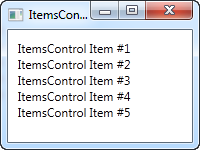 ItemsCon...
ItemsControl Item #1
ItemsControl Item #2
ItemsControl Item #3
ItemsControl Item #4
ItemsControl Item #5